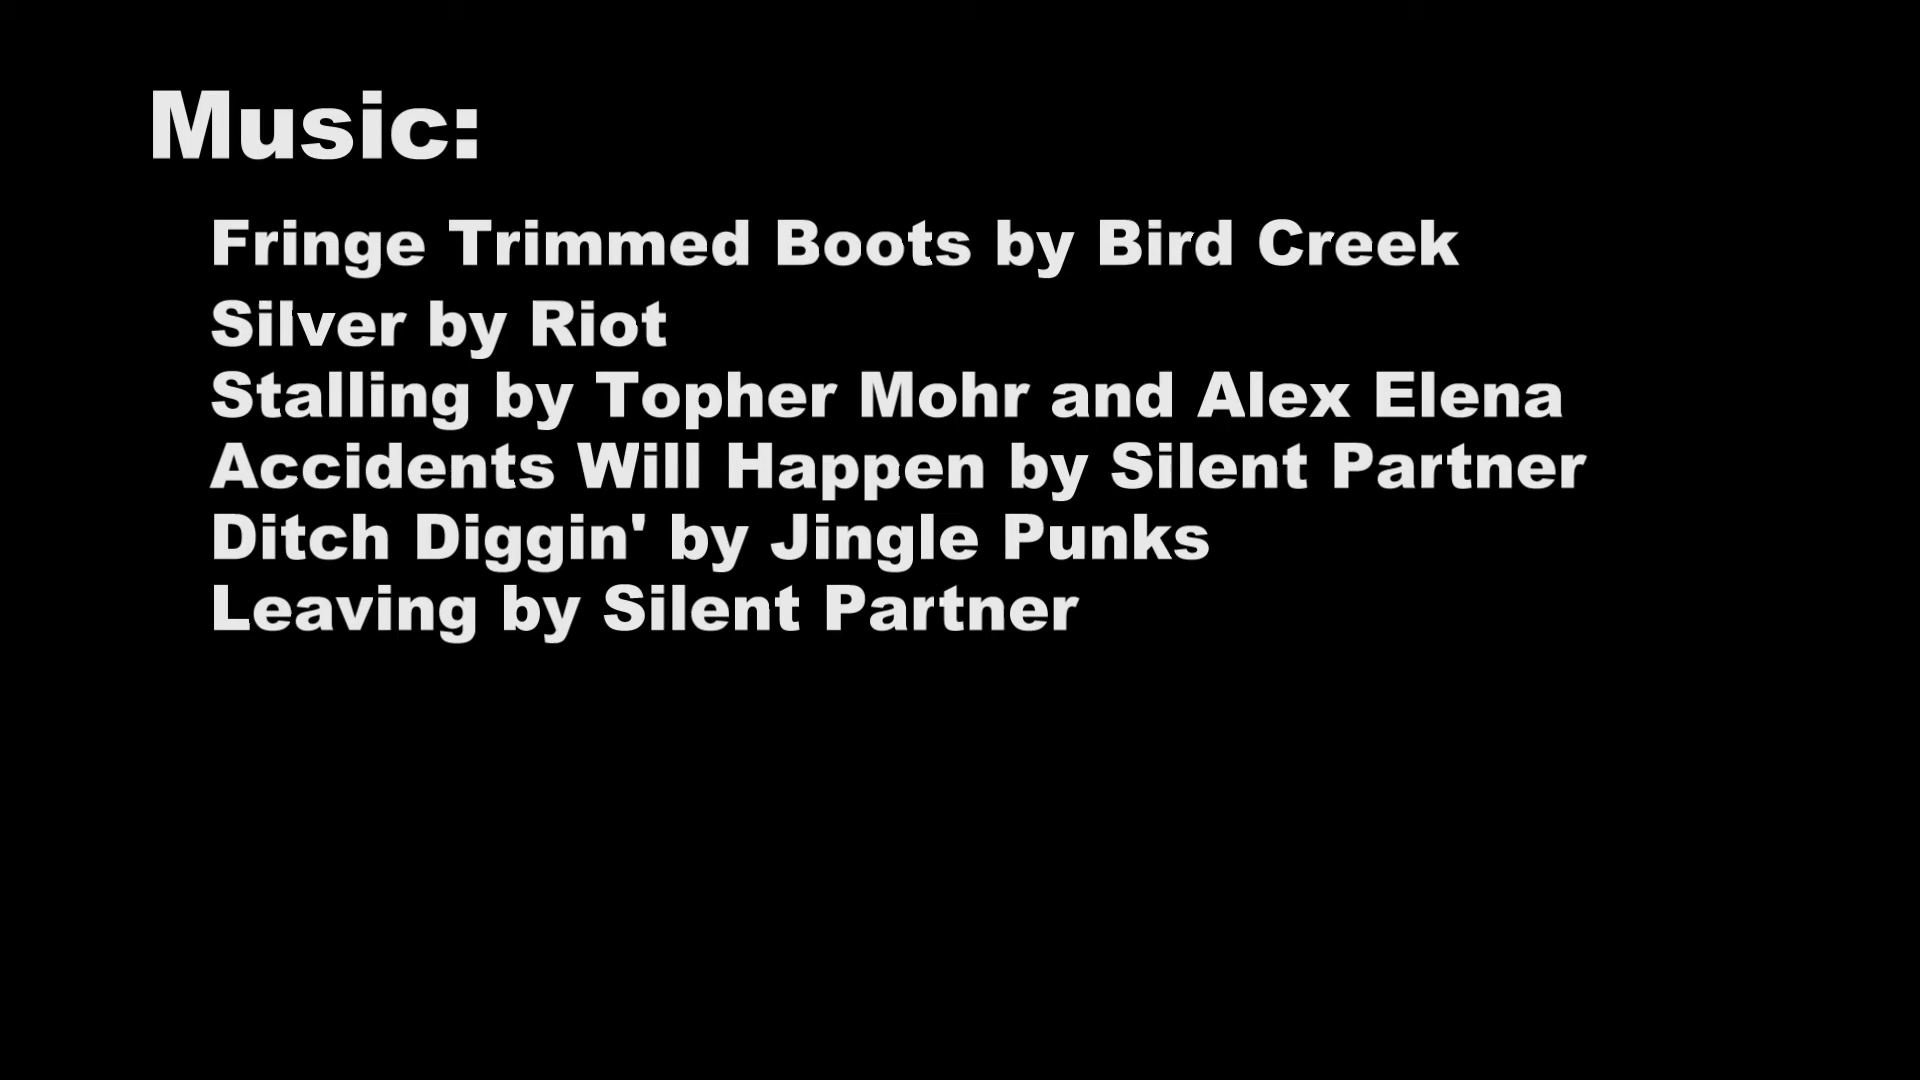 Music:
Fringe Trimmed Boots by Bird Creek
Silver by Riot
Stalling by Topher Mohr and Alex Elena
Accidents Will Happen by Silent Partner
Ditch Diggin' by Jingle Punks
Leaving by Silent Partner